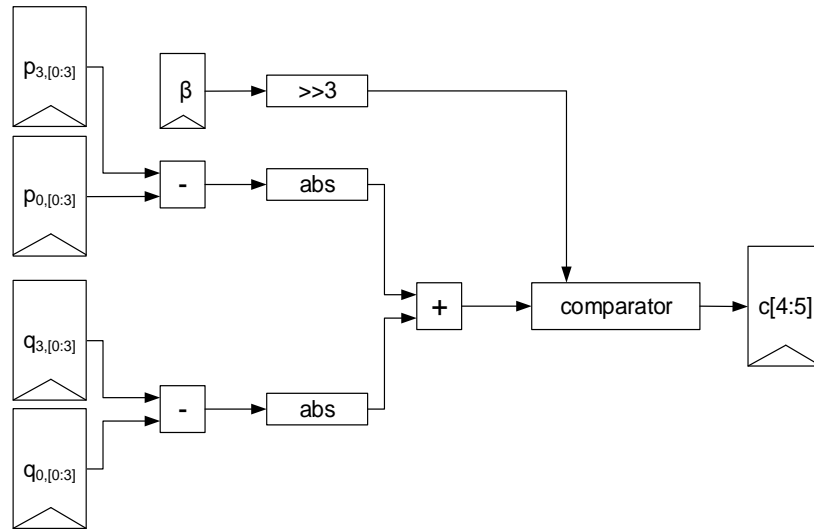 p3,[0:3]
β
>>3
p0,[0:3]
-
abs
q3,[0:3]
+
comparator
c[4:5]
-
abs
q0,[0:3]